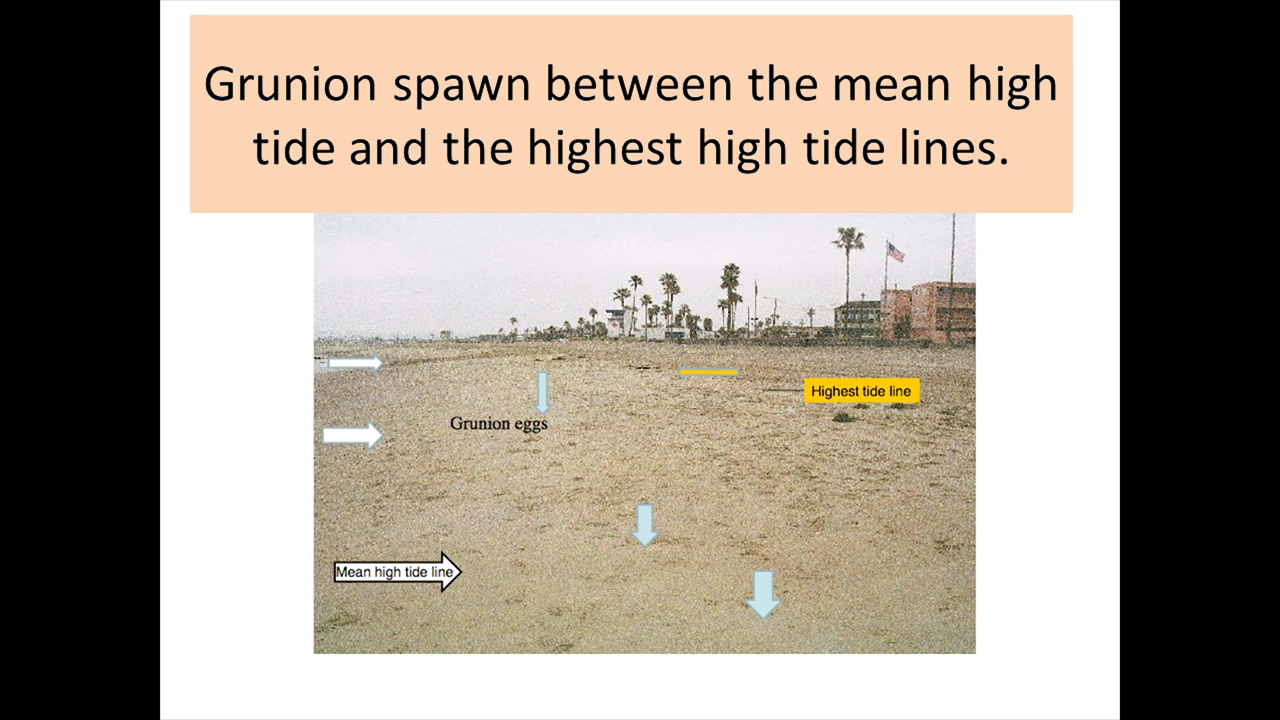 Grunion spawn between the mean high
tide and the highest high tide lines.
Highest tide line
Grunion eggs
Mean high tide line